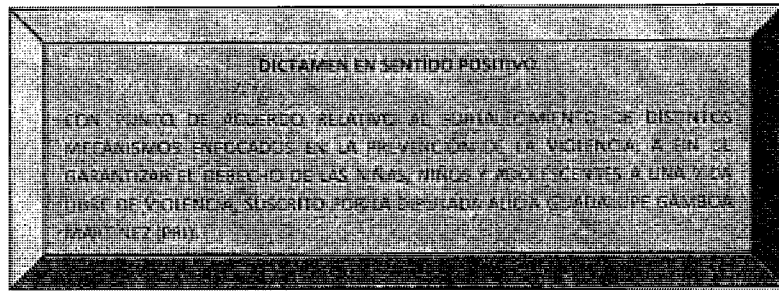 DICTAMEN EN SENTIDO POSITIVO
CON PUNTO DE ACUERDO RELATIVO AL FORTALECIMIENTO DE DISTINTOS
MECANISMOS ENFOCADOS EN LA PREVENCIÓN DE LA VIOLENCIA, A FIN DE
GARANTIZAR EL DERECHO DE LAS NIÑAS, NIÑOS Y ADOLESCENTES A UNA VIDA
LIBRE DE VIOLENCIA, SUSCRITO POR LA DIPUTADA ALICIA GUADALUPE GAMBOA
MARTÍNEZ (PRI).